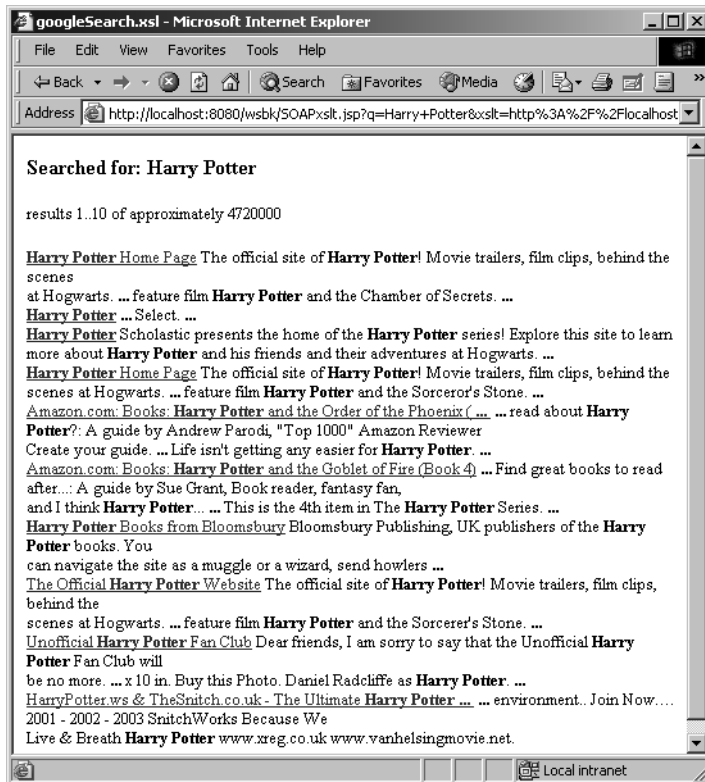 googleSearch.xsl - Microsoft Internet Explorer
File Edit View Favorites Tools Help
Back Search Favorites Media »
Address http://localhost:8080/wsbk/SOAPxslt.jsp?q=Harry+Potter&xslt=http%3A%2F%2Flocalhost
Searched for: Harry Potter
results 1..10 of approximately 4720000
Harry Potter Home Page The official site of Harry Potter! Movie trailers, film clips, behind the
scenes
at Hogwarts. ... feature film Harry Potter and the Chamber of Secrets. ...
Harry Potter ... Select. ...
Harry Potter Scholastic presents the home of the Harry Potter series! Explore this site to learn
more about Harry Potter and his friends and their adventures at Hogwarts. ...
Harry Potter Home Page The official site of Harry Potter! Movie trailers, film clips, behind the
scenes at Hogwarts. ... feature film Harry Potter and the Sorceror's Stone. ...
Amazon.com: Books: Harry Potter and the Order of the Phoenix ( ... ... read about Harry
Potter?: A guide by Andrew Parodi, "Top 1000" Amazon Reviewer
Create your guide. ... Life isn't getting any easier for Harry Potter. ...
Amazon.com: Books: Harry Potter and the Goblet of Fire (Book 4) ... Find great books to read
after...: A guide by Sue Grant, Book reader, fantasy fan,
and I think Harry Potter... ... This is the 4th item in The Harry Potter Series. ...
Harry Potter Books from Bloomsbury Bloomsbury Publishing, UK publishers of the Harry
Potter books. You
can navigate the site as a muggle or a wizard, send howlers ...
The Official Harry Potter Website The official site of Harry Potter! Movie trailers, film clips,
behind the
scenes at Hogwarts. ... feature film Harry Potter and the Sorcerer's Stone. ...
Unofficial Harry Potter Fan Club Dear friends, I am sorry to say that the Unofficial Harry
Potter Fan Club will
be no more. ... x 10 in. Buy this Photo. Daniel Radcliffe as Harry Potter. ...
HarryPotter.ws & TheSnitch.co.uk - The Ultimate Harry Potter ... ... environment.. Join Now....
2001 - 2002 - 2003 SnitchWorks Because We
Live & Breath Harry Potter www.xreg.co.uk www.vanhelsingmovie.net.
Local intranet